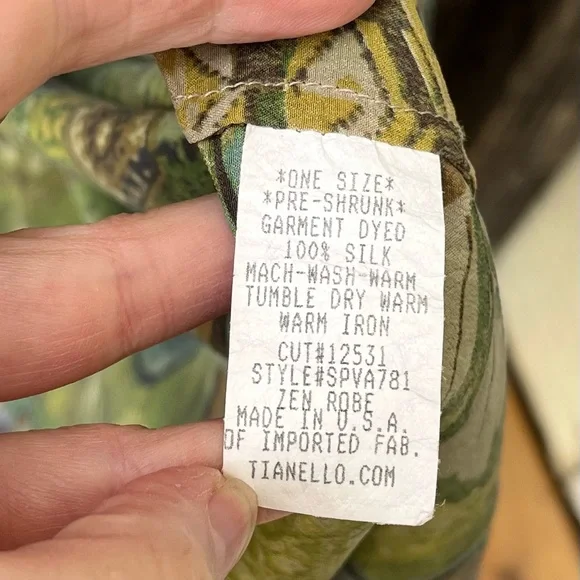 *ONE SIZE*
*PRE-SHRUNK*
GARMENT DYED
100% SILK
MACH-WASH-WARM
TUMBLE DRY WARM
WARM IRON
CUT#12531
STYLE#SPVA781
ZEN ROBE
MADE IN U.S.A.
OF IMPORTED FAB.
TIANELLO.COM